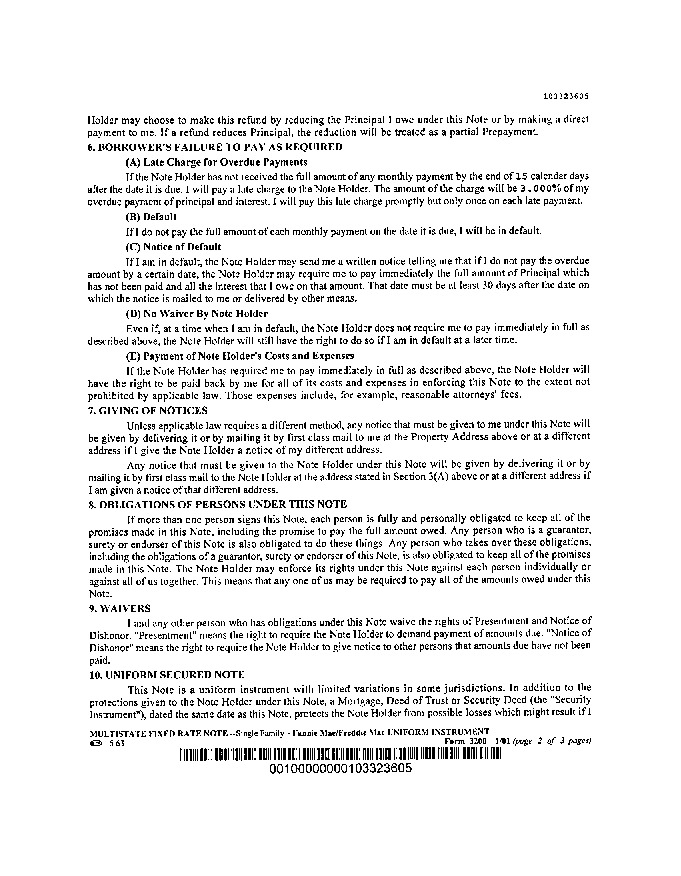 103323605
Holder may choose to make this refund by reducing the Principal I owe under this Note or by making a direct
payment to me. If a refund reduces Principal, the reduction will be treated as a partial Prepayment.
6. BORROWER'S FAILURE TO PAY AS REQUIRED
(A) Late Charge for Overdue Payments
If the Note Holder has not received the full amount of any monthly payment by the end of 15 calendar days
after the date it is due, I will pay a late charge to the Note Holder. The amount of the charge will be 3.000% of my
overdue payment of principal and interest. I will pay this late charge promptly but only once on each late payment.
(B) Default
If I do not pay the full amount of each monthly payment on the date it is due, I will be in default.
(C) Notice of Default
If I am in default, the Note Holder may send me a written notice telling me that if I do not pay the overdue
amount by a certain date, the Note Holder may require me to pay immediately the full amount of Principal which
has not been paid and all the interest that I owe on that amount. That date must be at least 30 days after the date on
which the notice is mailed to me or delivered by other means.
(D) No Waiver By Note Holder
Even if, at a time when I am in default, the Note Holder does not require me to pay immediately in full as
described above, the Note Holder will still have the right to do so if I am in default at a later time.
(E) Payment of Note Holder's Costs and Expenses
If the Note Holder has required me to pay immediately in full as described above, the Note Holder will
have the right to be paid back by me for all of its costs and expenses in enforcing this Note to the extent not
prohibited by applicable law. Those expenses include, for example, reasonable attorneys' fees.
7. GIVING OF NOTICES
Unless applicable law requires a different method, any notice that must be given to me under this Note will
be given by delivering it or by mailing it by first class mail to me at the Property Address above or at a different
address if I give the Note Holder a notice of my different address.
Any notice that must be given to the Note Holder under this Note will be given by delivering it or by
mailing it by first class mail to the Note Holder at the address stated in Section 3(A) above or at a different address if
I am given a notice of that different address.
8. OBLIGATIONS OF PERSONS UNDER THIS NOTE
If more than one person signs this Note, each person is fully and personally obligated to keep all of the
promises made in this Note, including the promise to pay the full amount owed. Any person who is a guarantor,
surety or endorser of this Note is also obligated to do these things. Any person who takes over these obligations,
including the obligations of a guarantor, surety or endorser of this Note, is also obligated to keep all of the promises
made in this Note. The Note Holder may enforce its rights under this Note against each person individually or
against all of us together. This means that any one of us may be required to pay all of the amounts owed under this
Note.
9. WAIVERS
I and any other person who has obligations under this Note waive the rights of Presentment and Notice of
Dishonor. "Presentment" means the right to require the Note Holder to demand payment of amounts due. "Notice of
Dishonor" means the right to require the Note Holder to give notice to other persons that amounts due have not been
paid.
10. UNIFORM SECURED NOTE
This Note is a uniform instrument with limited variations in some jurisdictions. In addition to the
protections given to the Note Holder under this Note, a Mortgage, Deed of Trust or Security Deed (the "Security
Instrument"), dated the same date as this Note, protects the Note Holder from possible losses which might result if I
MULTISTATE FIXED RATE NOTE--Single Family - Fannie Mae/Freddie Mac UNIFORM INSTRUMENT
563 Form 3200 1/01 (page 2 of 3 pages)
00100000000103323605